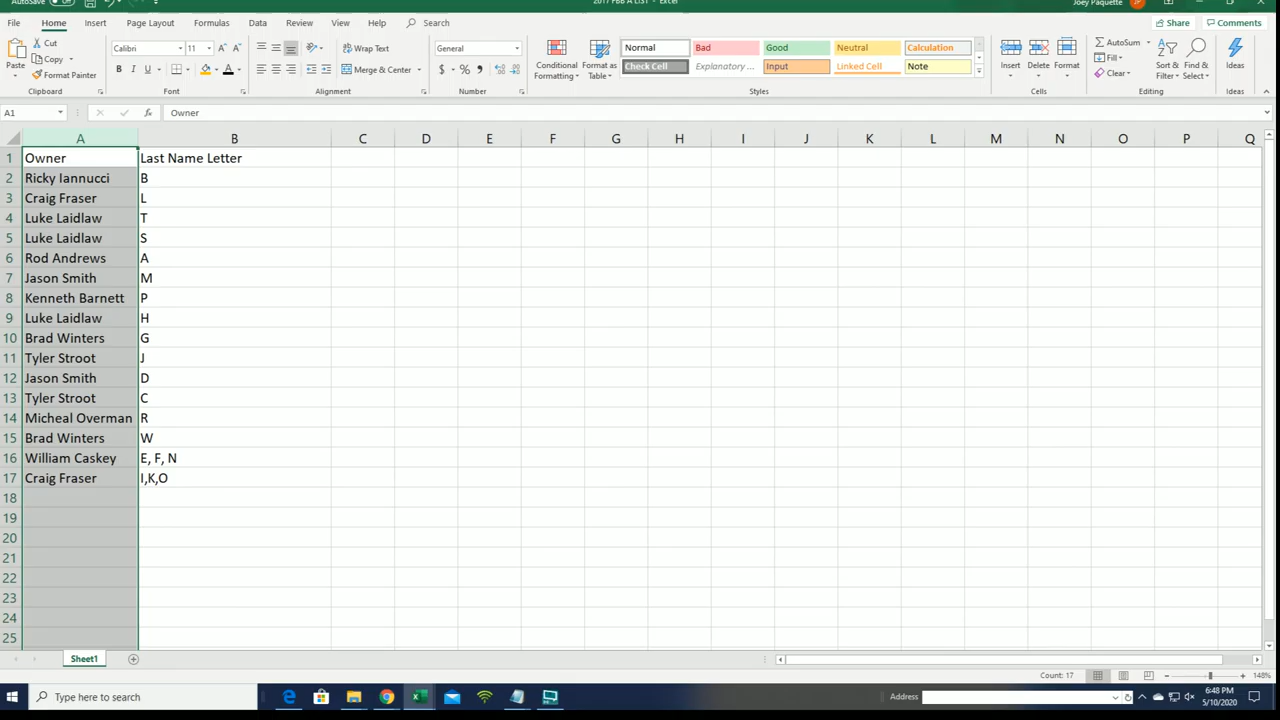 AutoSave Off 2017 FBB A LIST - Excel Joey Paquette JP
File Home Insert Page Layout Formulas Data Review View Help Search Share Comments
Paste Cut Copy Format Painter
Calibri 11 A A B I U A
Wrap Text Merge & Center
General $ % ,
Conditional Formatting Format as Table
Normal Bad Good Neutral Calculation
Check Cell Explanatory ... Input Linked Cell Note
Insert Delete Format
AutoSum Fill Clear Sort & Filter Find & Select Ideas
Clipboard Font Alignment Number Styles Cells Editing Ideas
A1 fx Owner
A B C D E F G H I J K L M N O P Q
1 Owner Last Name Letter
2 Ricky Iannucci B
3 Craig Fraser L
4 Luke Laidlaw T
5 Luke Laidlaw S
6 Rod Andrews A
7 Jason Smith M
8 Kenneth Barnett P
9 Luke Laidlaw H
10 Brad Winters G
11 Tyler Stroot J
12 Jason Smith D
13 Tyler Stroot C
14 Micheal Overman R
15 Brad Winters W
16 William Caskey E, F, N
17 Craig Fraser I,K,O
18
19
20
21
22
23
24
25
Sheet1
Count: 17 148%
Type here to search Address 6:48 PM
5/10/2020